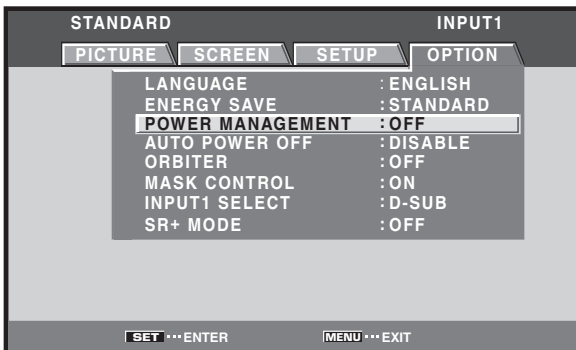 STANDARD INPUT1
PICTURE SCREEN SETUP OPTION
LANGUAGE : ENGLISH
ENERGY SAVE : STANDARD
POWER MANAGEMENT : OFF
AUTO POWER OFF : DISABLE
ORBITER : OFF
MASK CONTROL : ON
INPUT1 SELECT : D-SUB
SR+ MODE : OFF
SET ··· ENTER MENU ··· EXIT